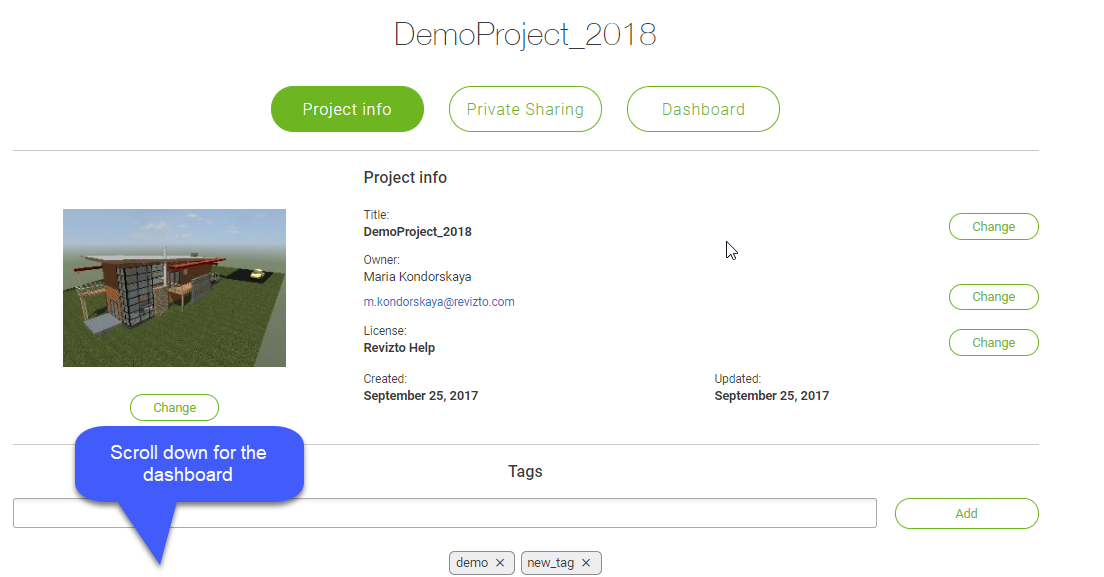 DemoProject_2018
Project info
Private Sharing
Dashboard
Project info
Title:
DemoProject_2018
Change
Owner:
Maria Kondorskaya
m.kondorskaya@revizto.com
Change
License:
Revizto Help
Change
Created:
Updated:
September 25, 2017
September 25, 2017
Change
Scroll down for the
dashboard
Tags
Add
demo ×
new_tag ×